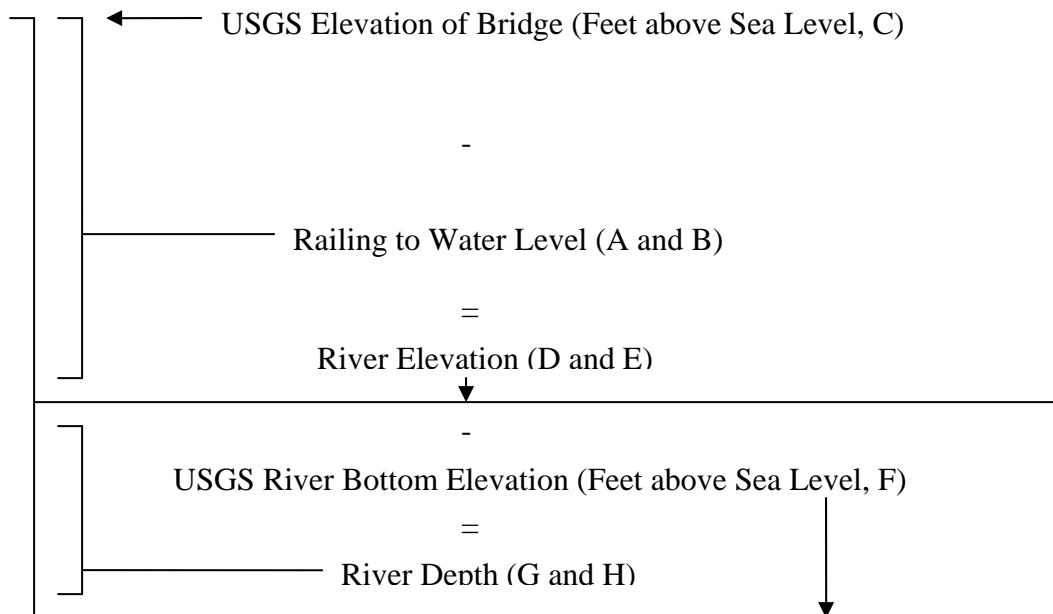 USGS Elevation of Bridge (Feet above Sea Level, C)
-
Railing to Water Level (A and B)
=
River Elevation (D and E)
-
USGS River Bottom Elevation (Feet above Sea Level, F)
=
River Depth (G and H)